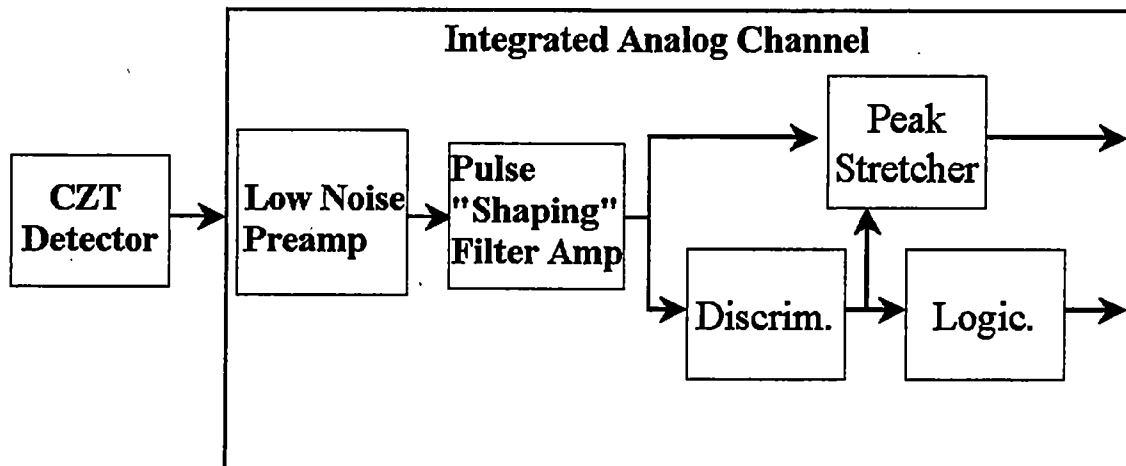 Integrated Analog Channel
CZT
Detector
Low Noise
Preamp
Pulse
"Shaping"
Filter Amp
Peak
Stretcher
Discrim.
Logic.